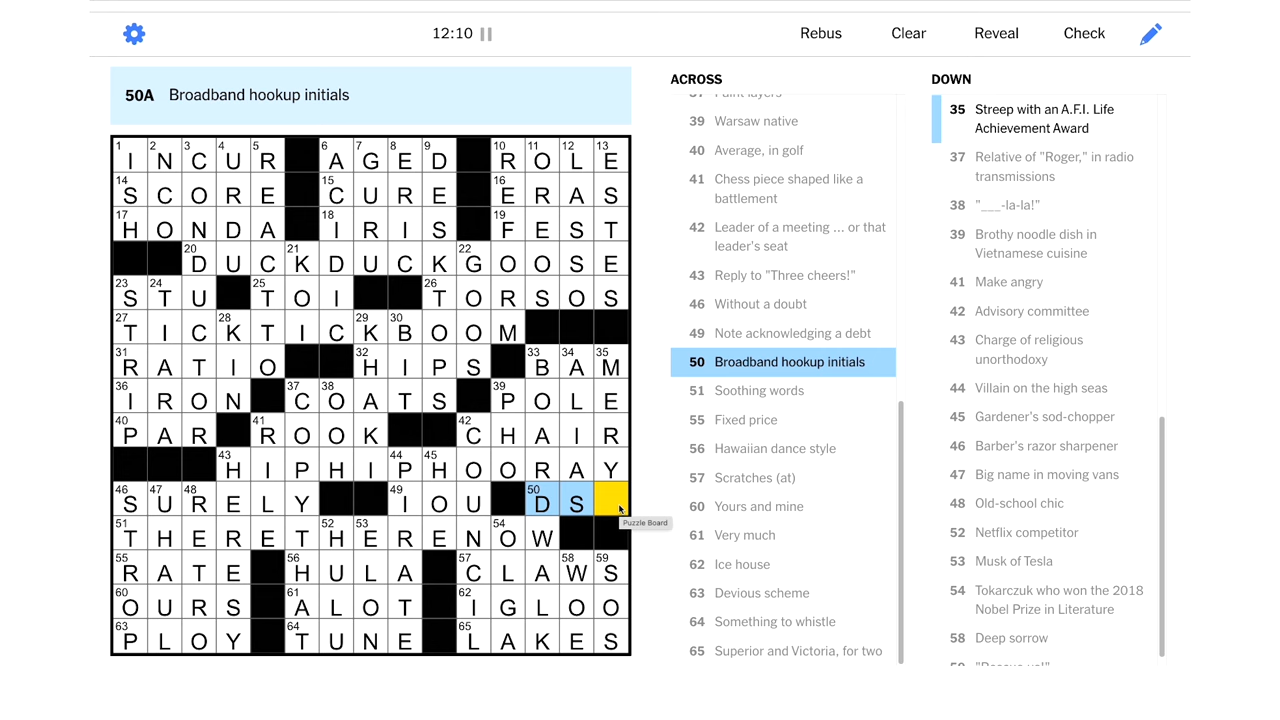 12:10
Rebus
Clear
Reveal
Check
50A Broadband hookup initials
1 2 3 4 5 6 7 8 9 10 11 12 13
I N C U R A G E D R O L E
14 15 16
S C O R E C U R E E R A S
17 18 19
H O N D A I R I S F E S T
20 21 22
D U C K D U C K G O O S E
23 24 25 26
S T U T O I T O R S O S
27 28 29 30
T I C K T I C K B O O M
31 32 33 34 35
R A T I O H I P S B A M
36 37 38 39
I R O N C O A T S P O L E
40 41 42
P A R R O O K C H A I R
43 44 45
H I P H I P H O O R A Y
46 47 48 49 50
S U R E L Y I O U D S
51 52 53 54
T H E R E T H E R E N O W
55 56 57 58 59
R A T E H U L A C L A W S
60 61 62
O U R S A L O T I G L O O
63 64 65
P L O Y T U N E L A K E S
Puzzle Board
ACROSS
37 Paint layers
39 Warsaw native
40 Average, in golf
41 Chess piece shaped like a
battlement
42 Leader of a meeting ... or that
leader's seat
43 Reply to "Three cheers!"
46 Without a doubt
49 Note acknowledging a debt
50 Broadband hookup initials
51 Soothing words
55 Fixed price
56 Hawaiian dance style
57 Scratches (at)
60 Yours and mine
61 Very much
62 Ice house
63 Devious scheme
64 Something to whistle
65 Superior and Victoria, for two
DOWN
35 Streep with an A.F.I. Life
Achievement Award
37 Relative of "Roger," in radio
transmissions
38 "___-la-la!"
39 Brothy noodle dish in
Vietnamese cuisine
41 Make angry
42 Advisory committee
43 Charge of religious
unorthodoxy
44 Villain on the high seas
45 Gardener's sod-chopper
46 Barber's razor sharpener
47 Big name in moving vans
48 Old-school chic
52 Netflix competitor
53 Musk of Tesla
54 Tokarczuk who won the 2018
Nobel Prize in Literature
58 Deep sorrow